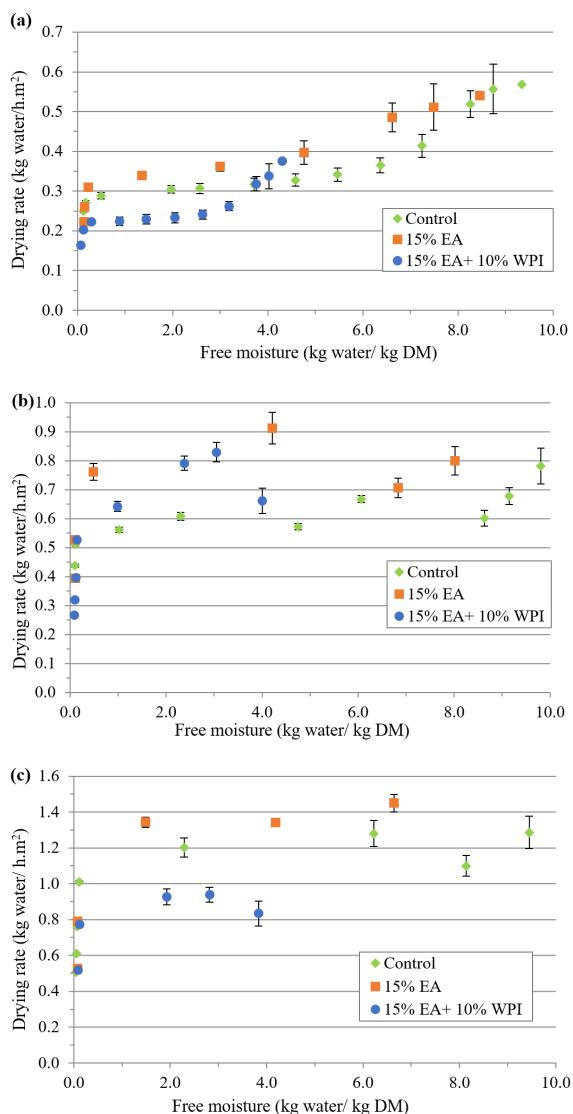 (a)
Drying rate (kg water/h.m²)
0.7
0.6
0.5
0.4
0.3
0.2
0.1
0
Control
15% EA
15% EA+ 10% WPI
0.0 2.0 4.0 6.0 8.0 10.0
Free moisture (kg water/ kg DM)
(b)
Drying rate (kg water/h.m²)
1.0
0.9
0.8
0.7
0.6
0.5
0.4
0.3
0.2
0.1
0.0
Control
15% EA
15% EA+ 10% WPI
0.0 2.0 4.0 6.0 8.0 10.0
Free moisture (kg water/ kg DM)
(c)
Drying rate (kg water/ h.m²)
1.6
1.4
1.2
1.0
0.8
0.6
0.4
0.2
0.0
Control
15% EA
15% EA+ 10% WPI
0.0 2.0 4.0 6.0 8.0 10.0
Free moisture (kg water/ kg DM)